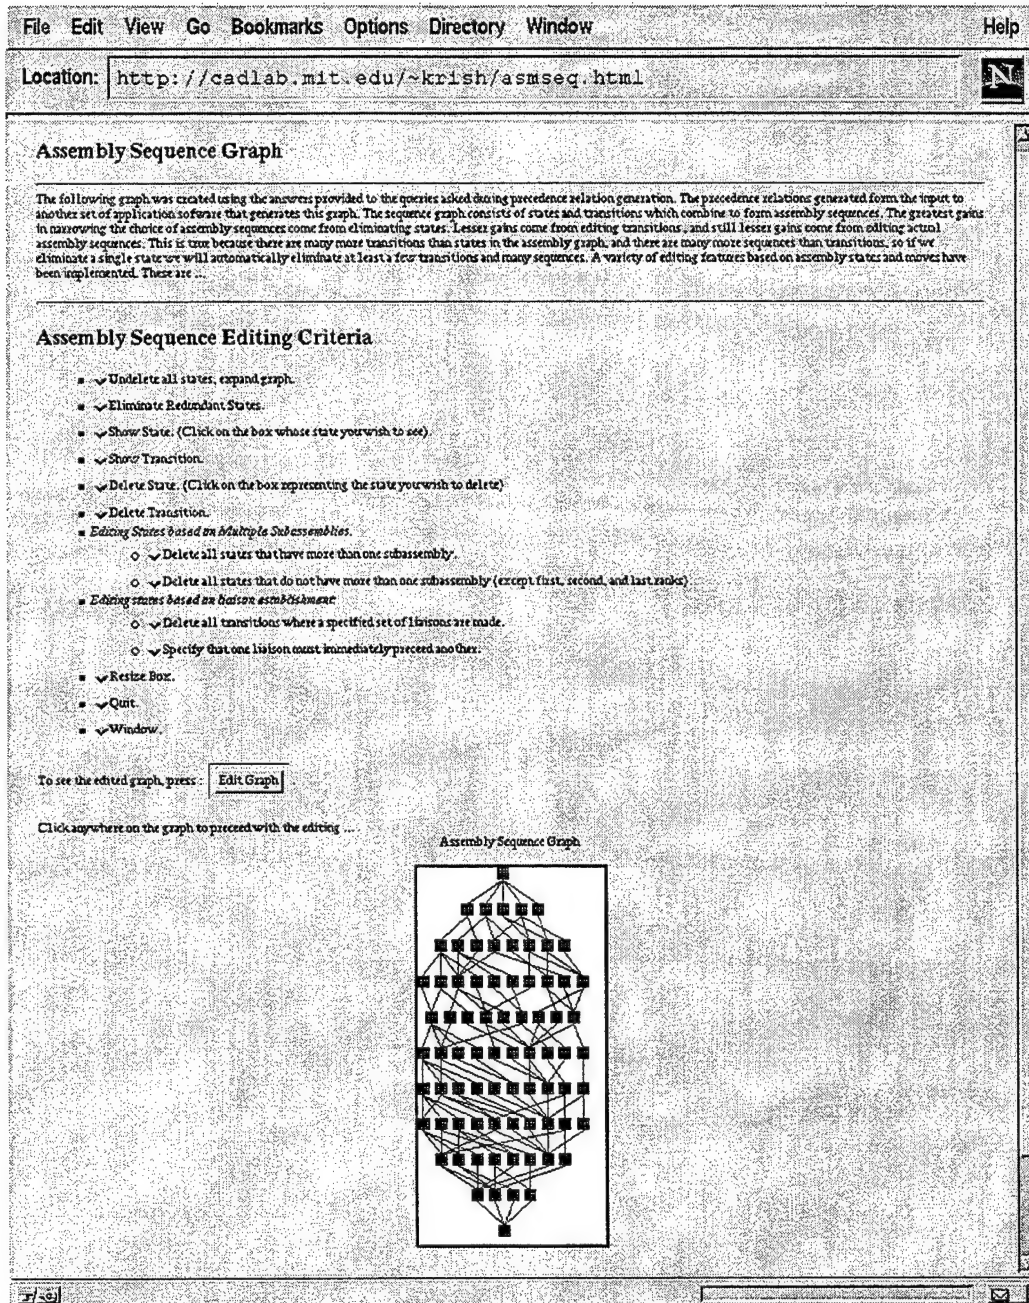 File Edit View Go Bookmarks Options Directory Window Help
Location: http://cadlab.mit.edu/~krish/asmseq.html
N
Assembly Sequence Graph
The following graph was created using the answers provided to the queries asked during precedence relation generation. The precedence relations generated form the input to
another set of application sofware that generates this graph. The sequence graph consists of states and transitions which combine to form assembly sequences. The greatest gains
in narrowing the choice of assembly sequences come from eliminating states. Lesser gains come from editing transitions, and still lesser gains come from editing actual
assembly sequences. This is true because there are many more transitions than states in the assembly graph, and there are many more sequences than transitions, so if we
eliminate a single state we will automatically eliminate at least a few transitions and many sequences. A variety of editing features based on assembly states and moves have
been implemented. These are ...
Assembly Sequence Editing Criteria
Undelete all states, expand graph.
Eliminate Redundant States.
Show State. (Click on the box whose state you wish to see).
Show Transition.
Delete State. (Click on the box representing the state you wish to delete)
Delete Transition.
Editing States based on Multiple Subassemblies.
Delete all states that have more than one subassembly.
Delete all states that do not have more than one subassembly (except first, second, and last ranks)
Editing states based on liaison establishment
Delete all transitions where a specified set of liaisons are made.
Specify that one liaison must immediately preceed another.
Resize Box.
Quit.
Window.
To see the edited graph, press : Edit Graph .
Click anywhere on the graph to preceed with the editing ...
Assembly Sequence Graph